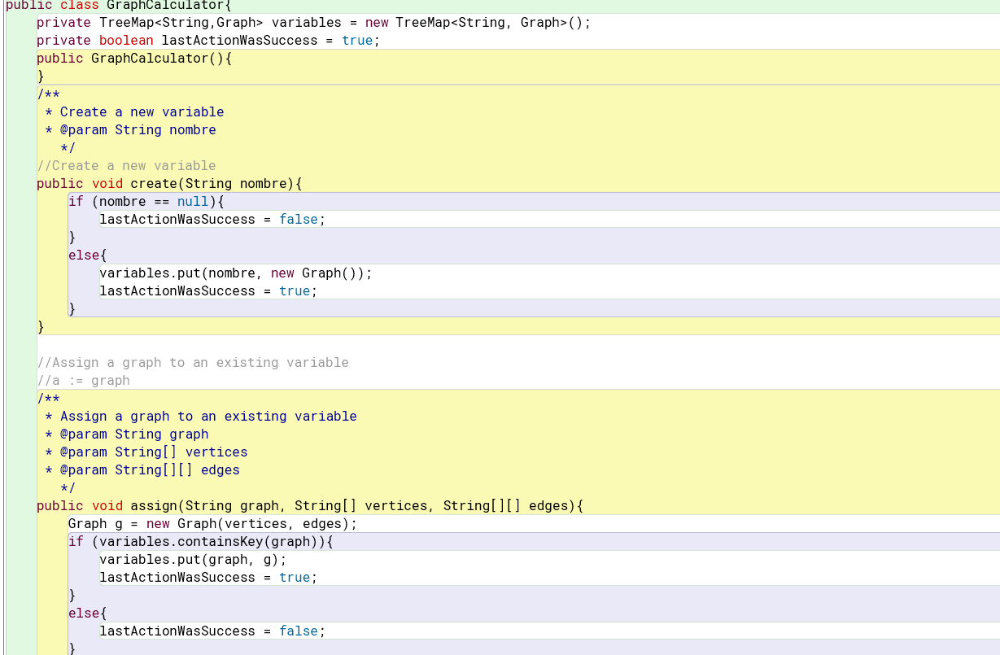 public class GraphCalculator{
    private TreeMap<String,Graph> variables = new TreeMap<String, Graph>();
    private boolean lastActionWasSuccess = true;
    public GraphCalculator(){
    }
    /**
     * Create a new variable
     * @param String nombre
       */
    //Create a new variable
    public void create(String nombre){
        if (nombre == null){
            lastActionWasSuccess = false;
        }
        else{
            variables.put(nombre, new Graph());
            lastActionWasSuccess = true;
        }
    }
    //Assign a graph to an existing variable
    //a := graph
    /**
     * Assign a graph to an existing variable
     * @param String graph
     * @param String[] vertices
     * @param String[][] edges
       */
    public void assign(String graph, String[] vertices, String[][] edges){
        Graph g = new Graph(vertices, edges);
        if (variables.containsKey(graph)){
            variables.put(graph, g);
            lastActionWasSuccess = true;
        }
        else{
            lastActionWasSuccess = false;
        }